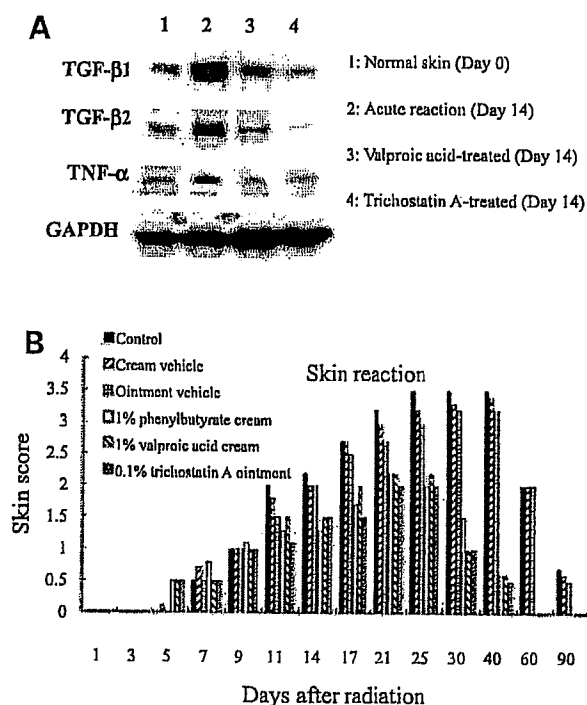 A
1 2 3 4
TGF-β1
TGF-β2
TNF-α
GAPDH
1: Normal skin (Day 0)
2: Acute reaction (Day 14)
3: Valproic acid-treated (Day 14)
4: Trichostatin A-treated (Day 14)
B
Control
Cream vehicle
Ointment vehicle
1% phenylbutyrate cream
1% valproic acid cream
0.1% trichostatin A ointment
Skin reaction
Skin score
4
3.5
3
2.5
2
1.5
1
0.5
0
1 3 5 7 9 11 14 17 21 25 30 40 60 90
Days after radiation